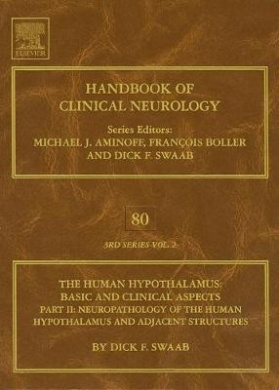 ELSEVIER
HANDBOOK OF
CLINICAL NEUROLOGY
Series Editors:
MICHAEL J. AMINOFF, FRANÇOIS BOLLER
AND DICK F. SWAAB
80
3RD SERIES VOL. 2
THE HUMAN HYPOTHALAMUS:
BASIC AND CLINICAL ASPECTS
PART II: NEUROPATHOLOGY OF THE HUMAN
HYPOTHALAMUS AND ADJACENT STRUCTURES
BY DICK F. SWAAB